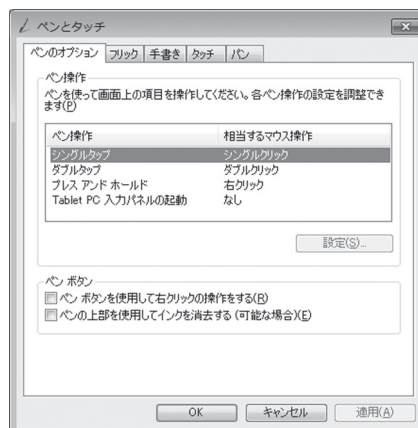 ペンとタッチ
ペンのオプション フリック 手書き タッチ パン
ペン操作
ペンを使って画面上の項目を操作してください。各ペン操作の設定を調整でき
ます(P)
ペン操作 相当するマウス操作
シングルタップ シングルクリック
ダブルタップ ダブルクリック
プレス アンド ホールド 右クリック
Tablet PC 入力パネルの起動 なし
設定(S)...
ペン ボタン
ペン ボタンを使用して右クリックの操作をする(R)
ペンの上部を使用してインクを消去する (可能な場合)(E)
OK キャンセル 適用(A)